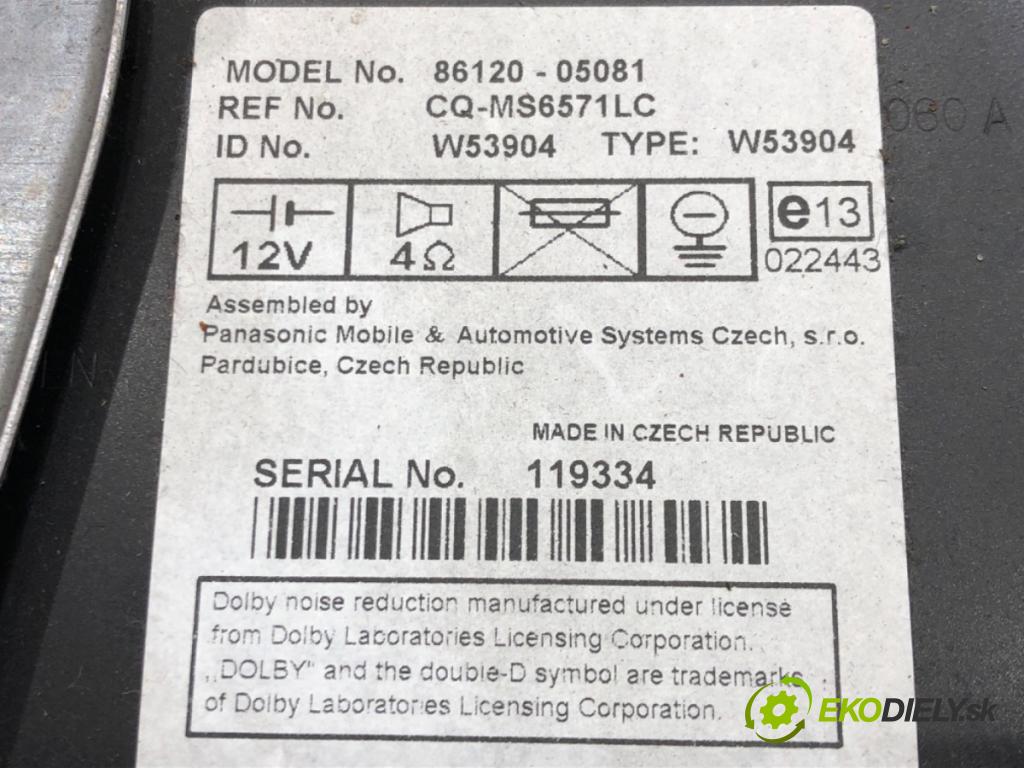 MODEL No. 86120 - 05081
REF No. CQ-MS6571LC
ID No. W53904 TYPE: W53904
12V 4Ω e13
022443
Assembled by
Panasonic Mobile & Automotive Systems Czech, s.r.o.
Pardubice, Czech Republic
MADE IN CZECH REPUBLIC
SERIAL No. 119334
Dolby noise reduction manufactured under license
from Dolby Laboratories Licensing Corporation.
,,DOLBY" and the double-D symbol are trademarks
of Dolby Laboratories Licensing Corporation.
EKODIELY.sk